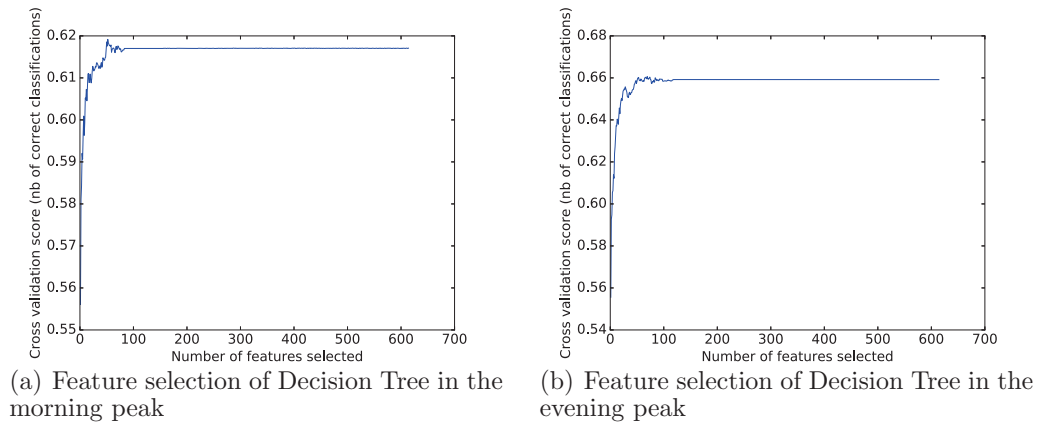 Cross validation score (nb of correct classifications)
0.62
0.61
0.60
0.59
0.58
0.57
0.56
0.55
0 100 200 300 400 500 600 700
Number of features selected
(a) Feature selection of Decision Tree in the
morning peak
Cross validation score (nb of correct classifications)
0.68
0.66
0.64
0.62
0.60
0.58
0.56
0.54
0 100 200 300 400 500 600 700
Number of features selected
(b) Feature selection of Decision Tree in the
evening peak